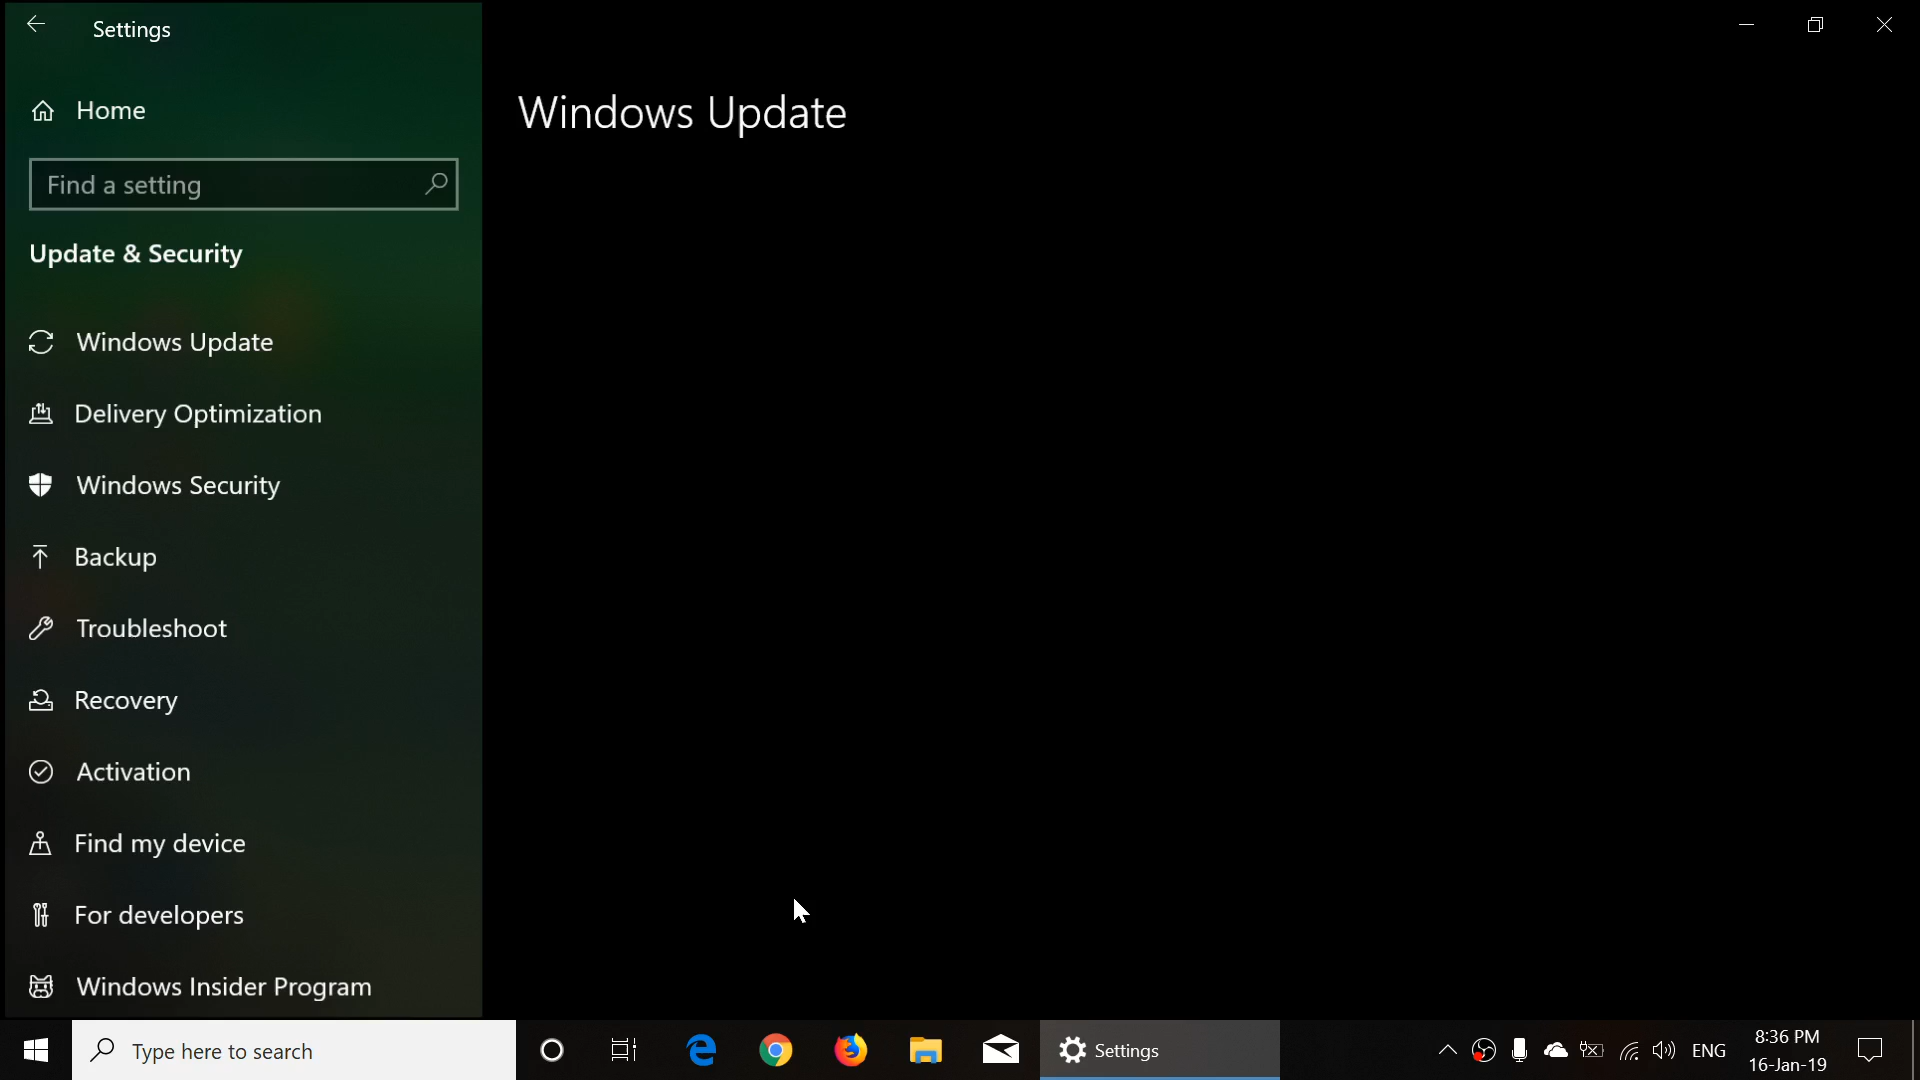 Settings
Home
Find a setting
Update & Security
Windows Update
Delivery Optimization
Windows Security
Backup
Troubleshoot
Recovery
Activation
Find my device
For developers
Windows Insider Program
Windows Update
Type here to search
Settings
ENG
8:36 PM
16-Jan-19